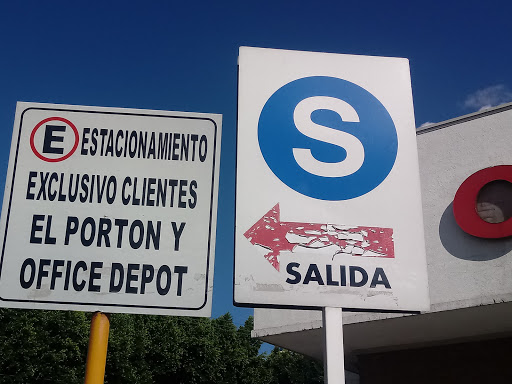 E ESTACIONAMIENTO
EXCLUSIVO CLIENTES
EL PORTON Y
OFFICE DEPOT
S
SALIDA